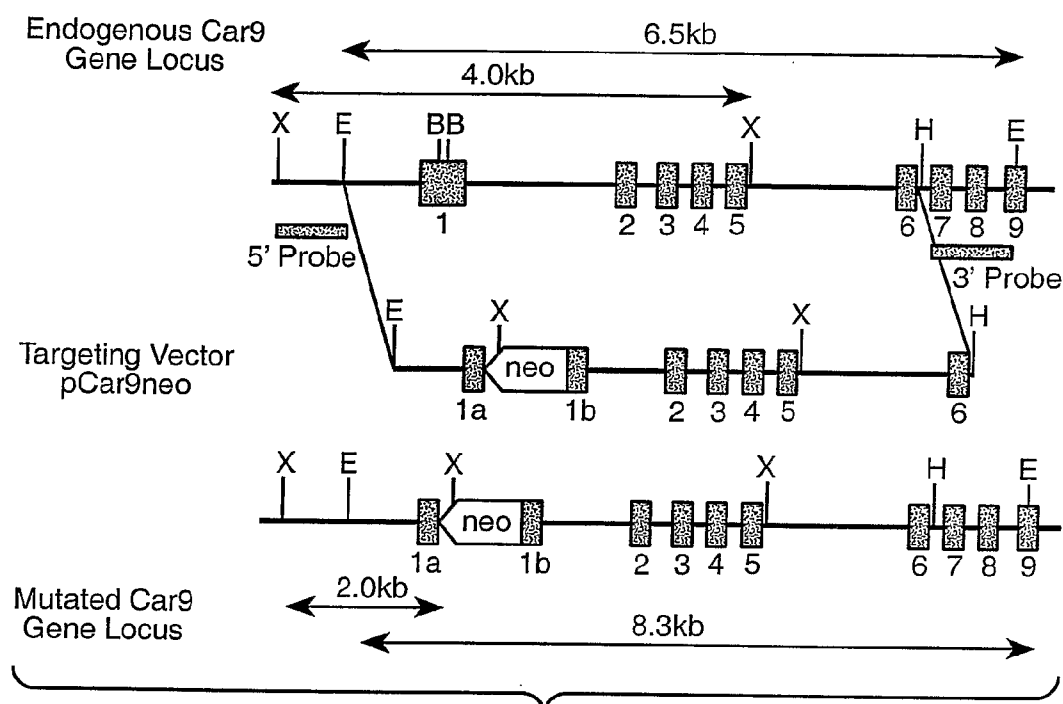 Endogenous Car9
Gene Locus
6.5kb
4.0kb
X E BB X H E
1 2 3 4 5 6 7 8 9
5' Probe
3' Probe
Targeting Vector
pCar9neo
E X X H
neo
1a 1b 2 3 4 5 6
X E X X H E
neo
1a 1b 2 3 4 5 6 7 8 9
Mutated Car9
Gene Locus
2.0kb
8.3kb